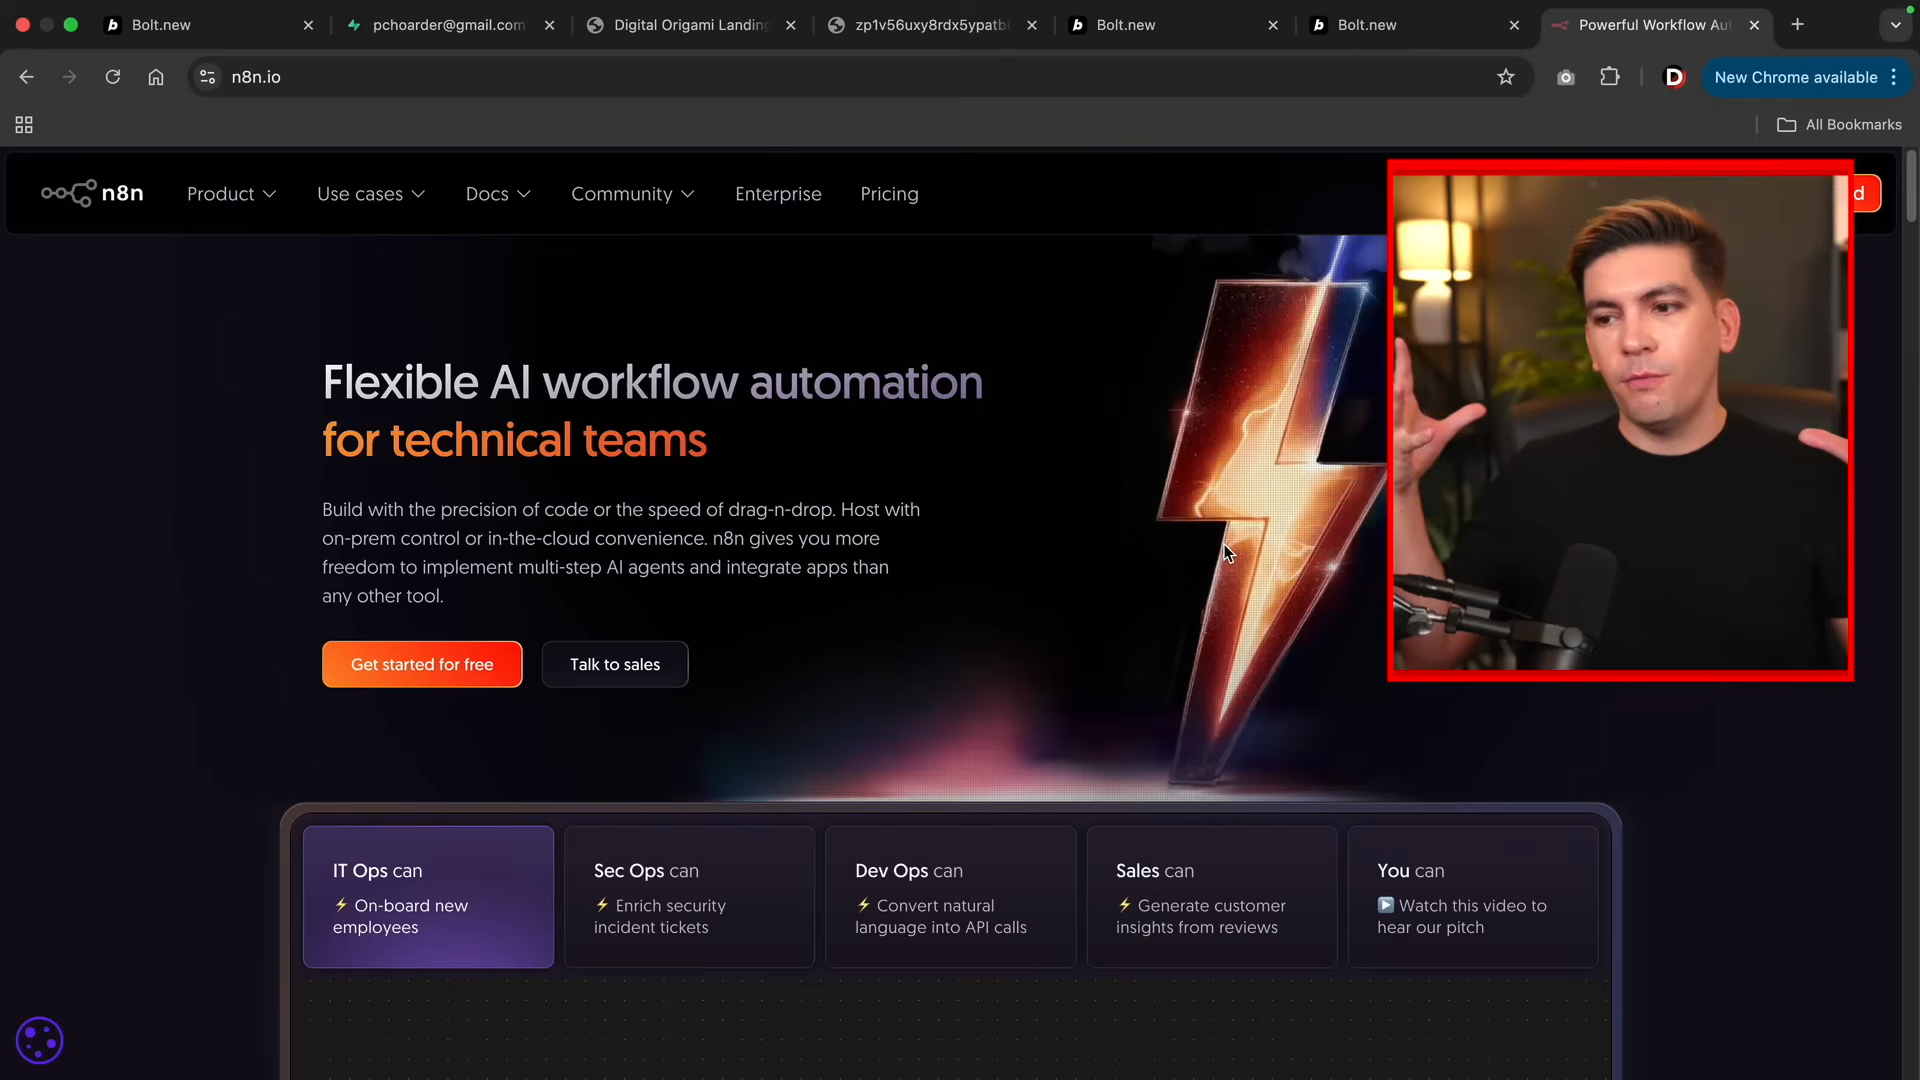 Bolt.new
pchoarder@gmail.com
Digital Origami Landing
zp1v56uxy8rdx5ypatb
Bolt.new
Bolt.new
Powerful Workflow Aut
n8n.io
D
New Chrome available
All Bookmarks
n8n
Product
Use cases
Docs
Community
Enterprise
Pricing
d
Flexible AI workflow automation
for technical teams
Build with the precision of code or the speed of drag-n-drop. Host with
on-prem control or in-the-cloud convenience. n8n gives you more
freedom to implement multi-step AI agents and integrate apps than
any other tool.
Get started for free
Talk to sales
IT Ops can
⚡ On-board new
employees
Sec Ops can
⚡ Enrich security
incident tickets
Dev Ops can
⚡ Convert natural
language into API calls
Sales can
⚡ Generate customer
insights from reviews
You can
▶️ Watch this video to
hear our pitch